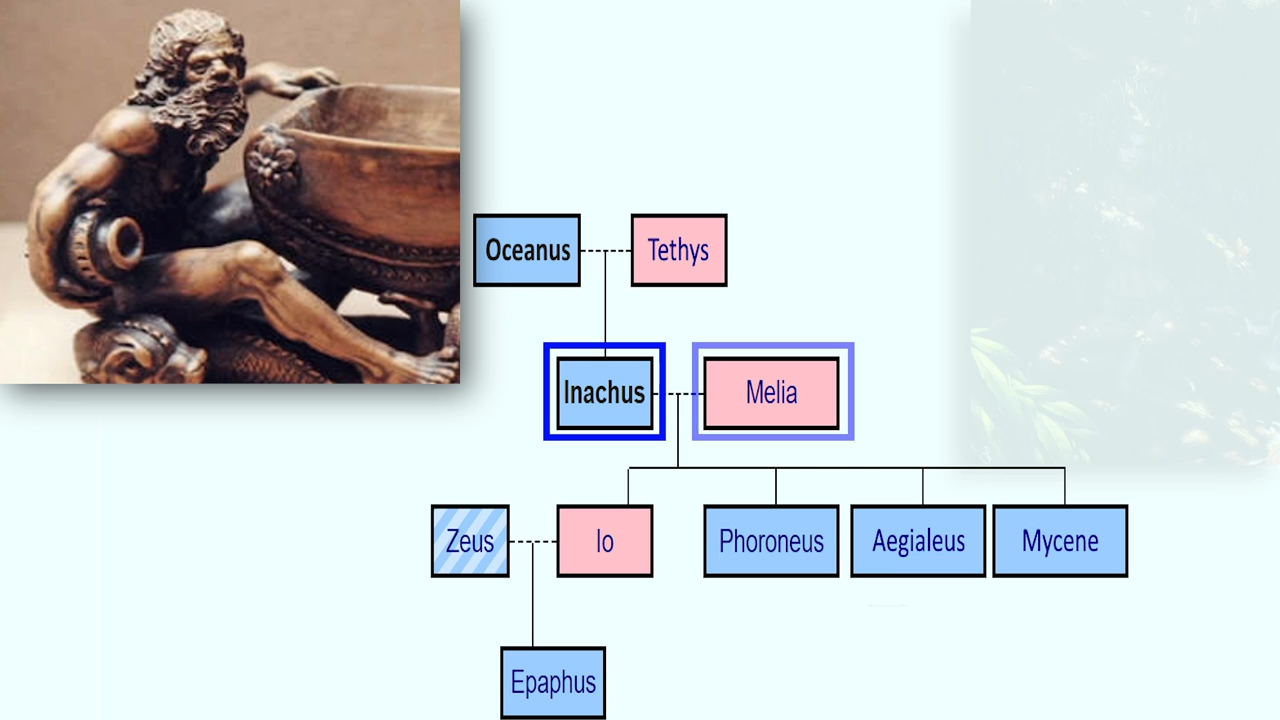 Oceanus
Tethys
Inachus
Melia
Zeus
Io
Phoroneus
Aegialeus
Mycene
Epaphus